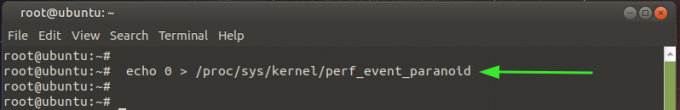 root@ubuntu: ~
File Edit View Search Terminal Help
root@ubuntu:~#
root@ubuntu:~#  echo 0 > /proc/sys/kernel/perf_event_paranoid
root@ubuntu:~#
root@ubuntu:~#